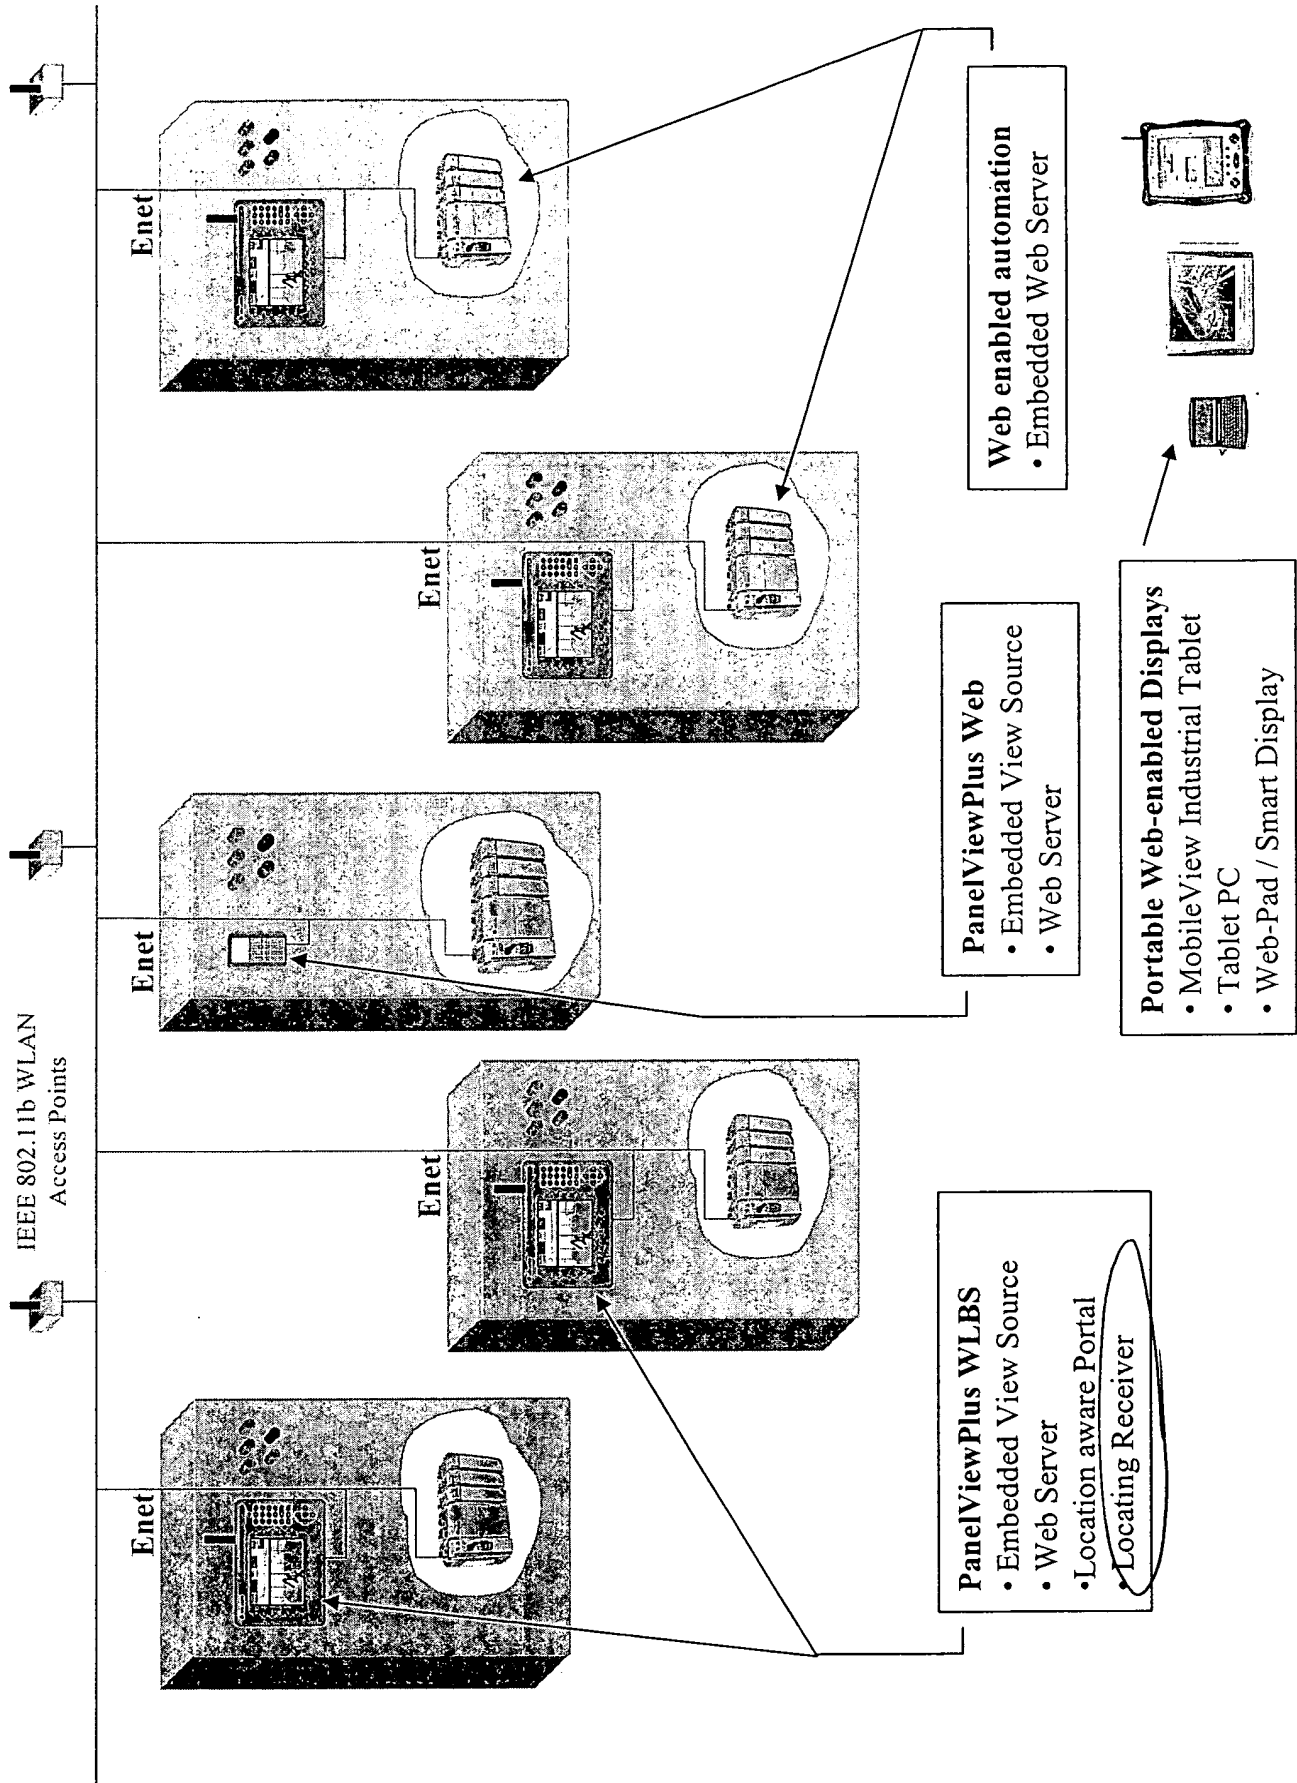 IEEE 802.11b WLAN
Access Points
Enet
Enet
Enet
Enet
Enet
PanelViewPlus WLBS
• Embedded View Source
• Web Server
•Location aware Portal
• Locating Receiver
PanelViewPlus Web
• Embedded View Source
• Web Server
Web enabled automation
• Embedded Web Server
Portable Web-enabled Displays
• MobileView Industrial Tablet
• Tablet PC
• Web-Pad / Smart Display